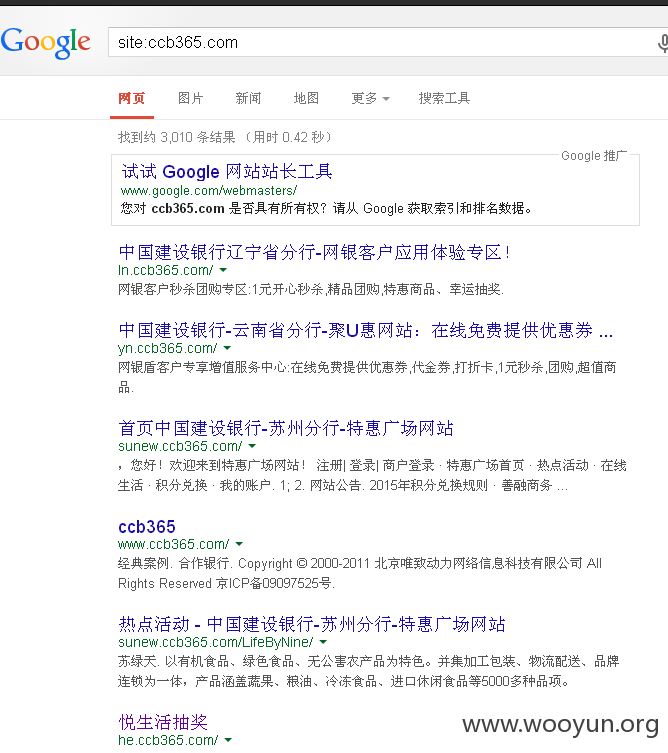 Google
site:ccb365.com
网页 图片 新闻 地图 更多 搜索工具
找到约 3,010 条结果 （用时 0.42 秒）
Google 推广
试试 Google 网站站长工具
www.google.com/webmasters/
您对 ccb365.com 是否具有所有权？请从 Google 获取索引和排名数据。
中国建设银行辽宁省分行-网银客户应用体验专区！
ln.ccb365.com/
网银客户秒杀团购专区:1元开心秒杀,精品团购,特惠商品、幸运抽奖.
中国建设银行-云南省分行-聚U惠网站：在线免费提供优惠券 ...
yn.ccb365.com/
网银盾客户专享增值服务中心:在线免费提供优惠券,代金券,打折卡,1元秒杀,团购,超值商
品.
首页中国建设银行-苏州分行-特惠广场网站
sunew.ccb365.com/
，您好！欢迎来到特惠广场网站！ 注册| 登录| 商户登录 · 特惠广场首页 · 热点活动 · 在线
生活 · 积分兑换 · 我的账户. 1; 2. 网站公告. 2015年积分兑换规则 · 善融商务 ...
ccb365
www.ccb365.com/
经典案例. 合作银行. Copyright © 2000-2011 北京唯致动力网络信息科技有限公司 All
Rights Reserved 京ICP备09097525号.
热点活动 - 中国建设银行-苏州分行-特惠广场网站
sunew.ccb365.com/LifeByNine/
苏绿天. 以有机食品、绿色食品、无公害农产品为特色。并集加工包装、物流配送、品牌
连锁为一体，产品涵盖蔬果、粮油、冷冻食品、进口休闲食品等5000多种品项。
悦生活抽奖
he.ccb365.com/
www.wooyun.org